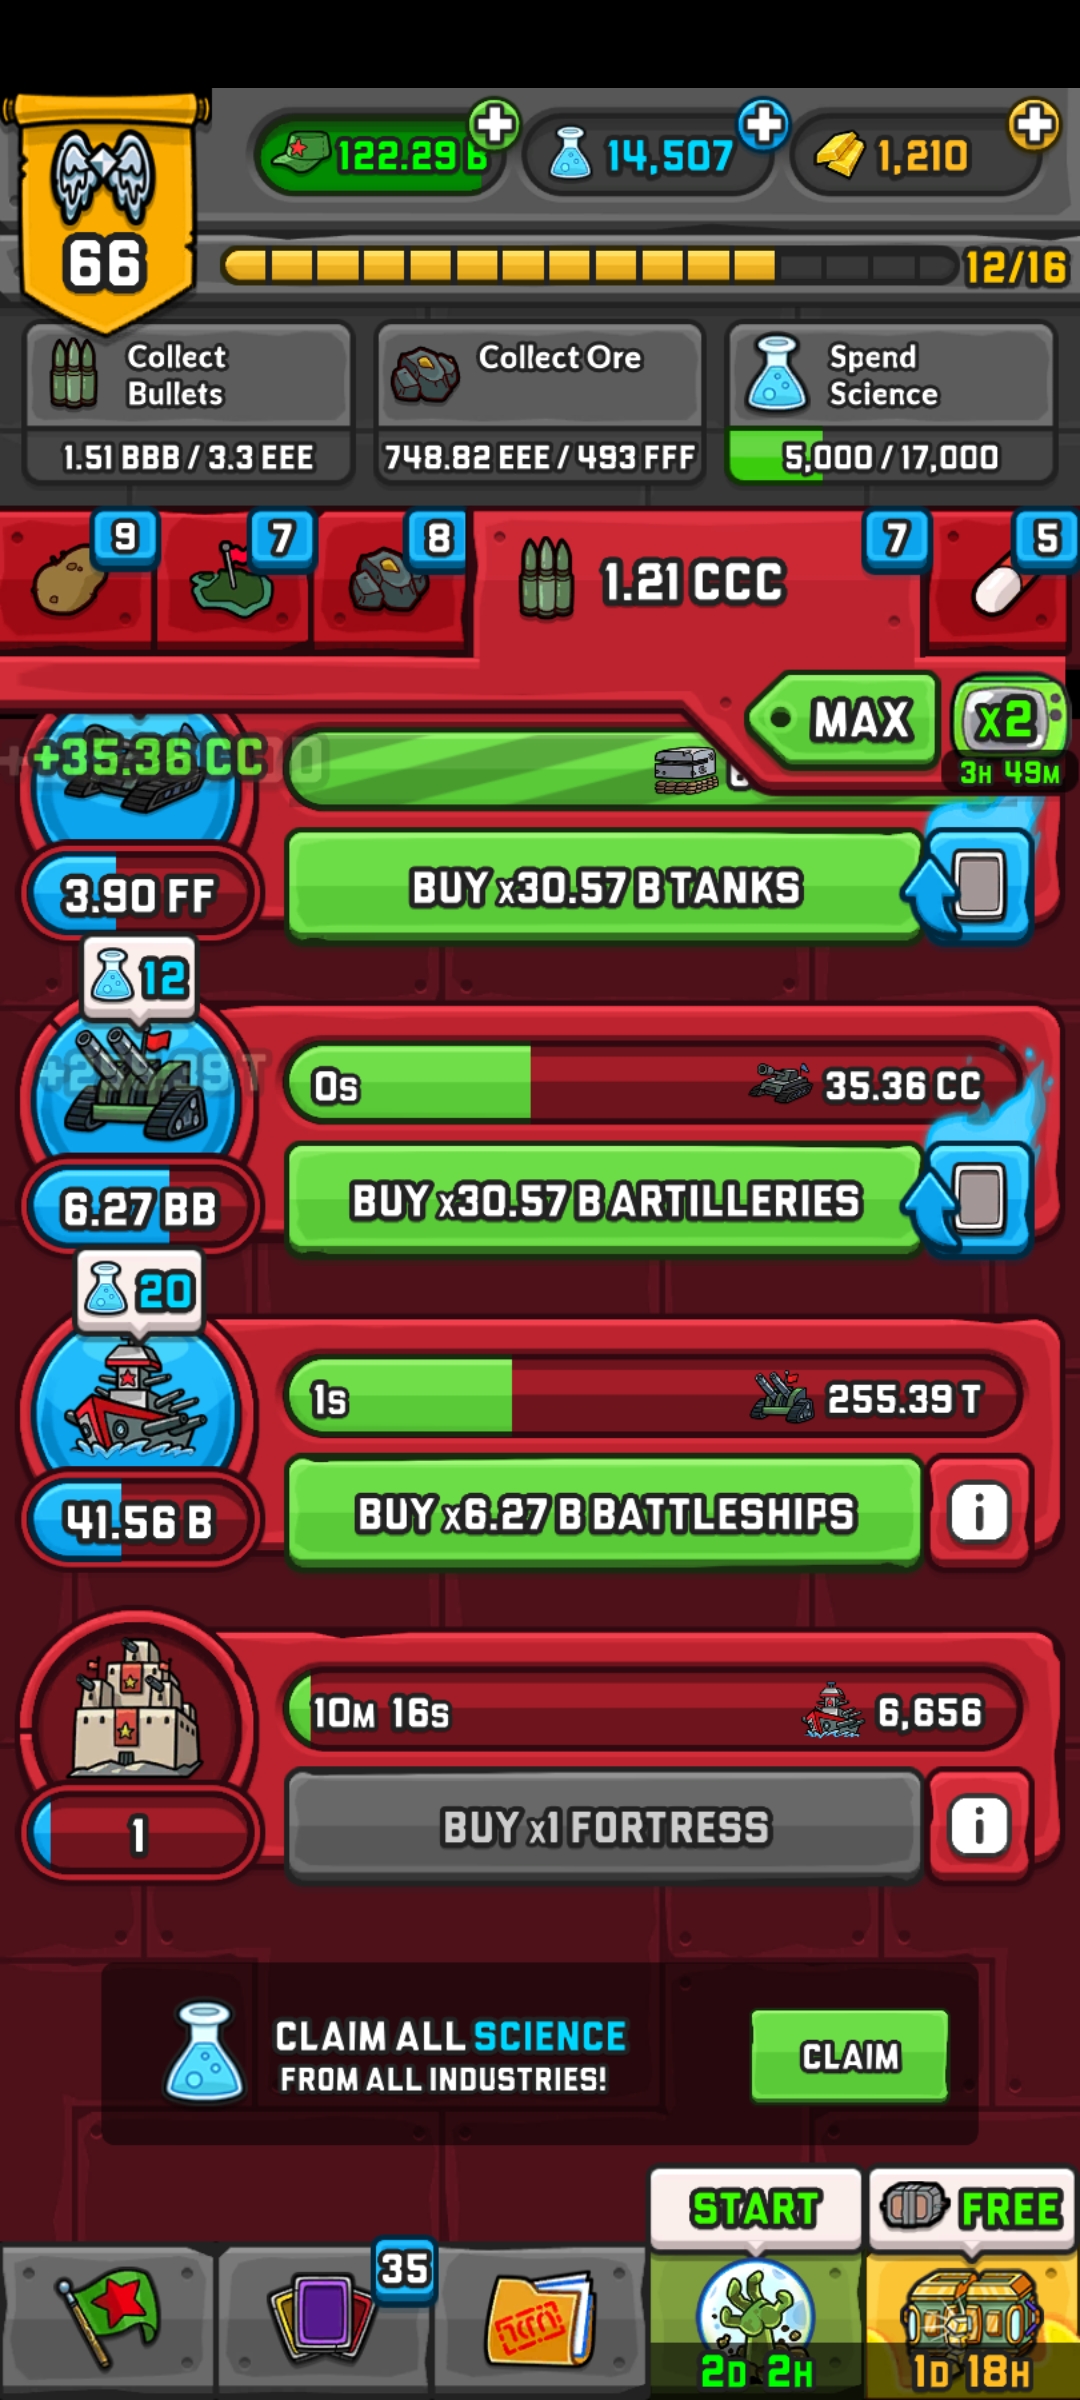 122.29 B
14,507
1,210
66
12/16
Collect
Bullets
1.51 BBB / 3.3 EEE
Collect Ore
748.82 EEE / 493 FFF
Spend
Science
5,000 / 17,000
9
7
8
1.21 CCC
7
5
MAX
x2
3H 49M
+35.36 CC
3.90 FF
BUY x30.57 B TANKS
12
0s
35.36 CC
6.27 BB
BUY x30.57 B ARTILLERIES
20
1s
255.39 T
41.56 B
BUY x6.27 B BATTLESHIPS
i
10M 16s
6,656
1
BUY x1 FORTRESS
i
CLAIM ALL SCIENCE
FROM ALL INDUSTRIES!
CLAIM
START
FREE
35
2D 2H
1D 18H